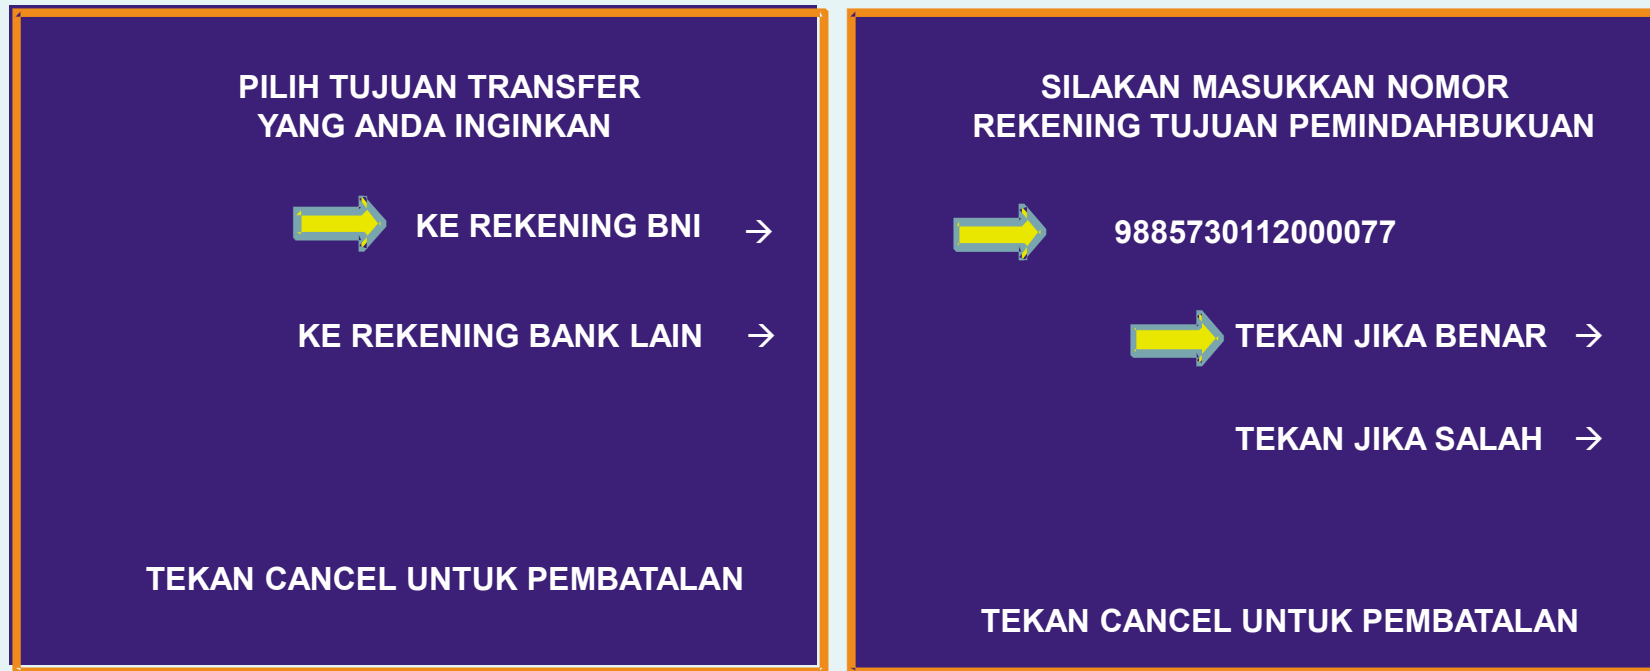 PILIH TUJUAN TRANSFER
YANG ANDA INGINKAN
KE REKENING BNI →
KE REKENING BANK LAIN →
TEKAN CANCEL UNTUK PEMBATALAN
SILAKAN MASUKKAN NOMOR
REKENING TUJUAN PEMINDAHBUKUAN
9885730112000077
TEKAN JIKA BENAR →
TEKAN JIKA SALAH →
TEKAN CANCEL UNTUK PEMBATALAN